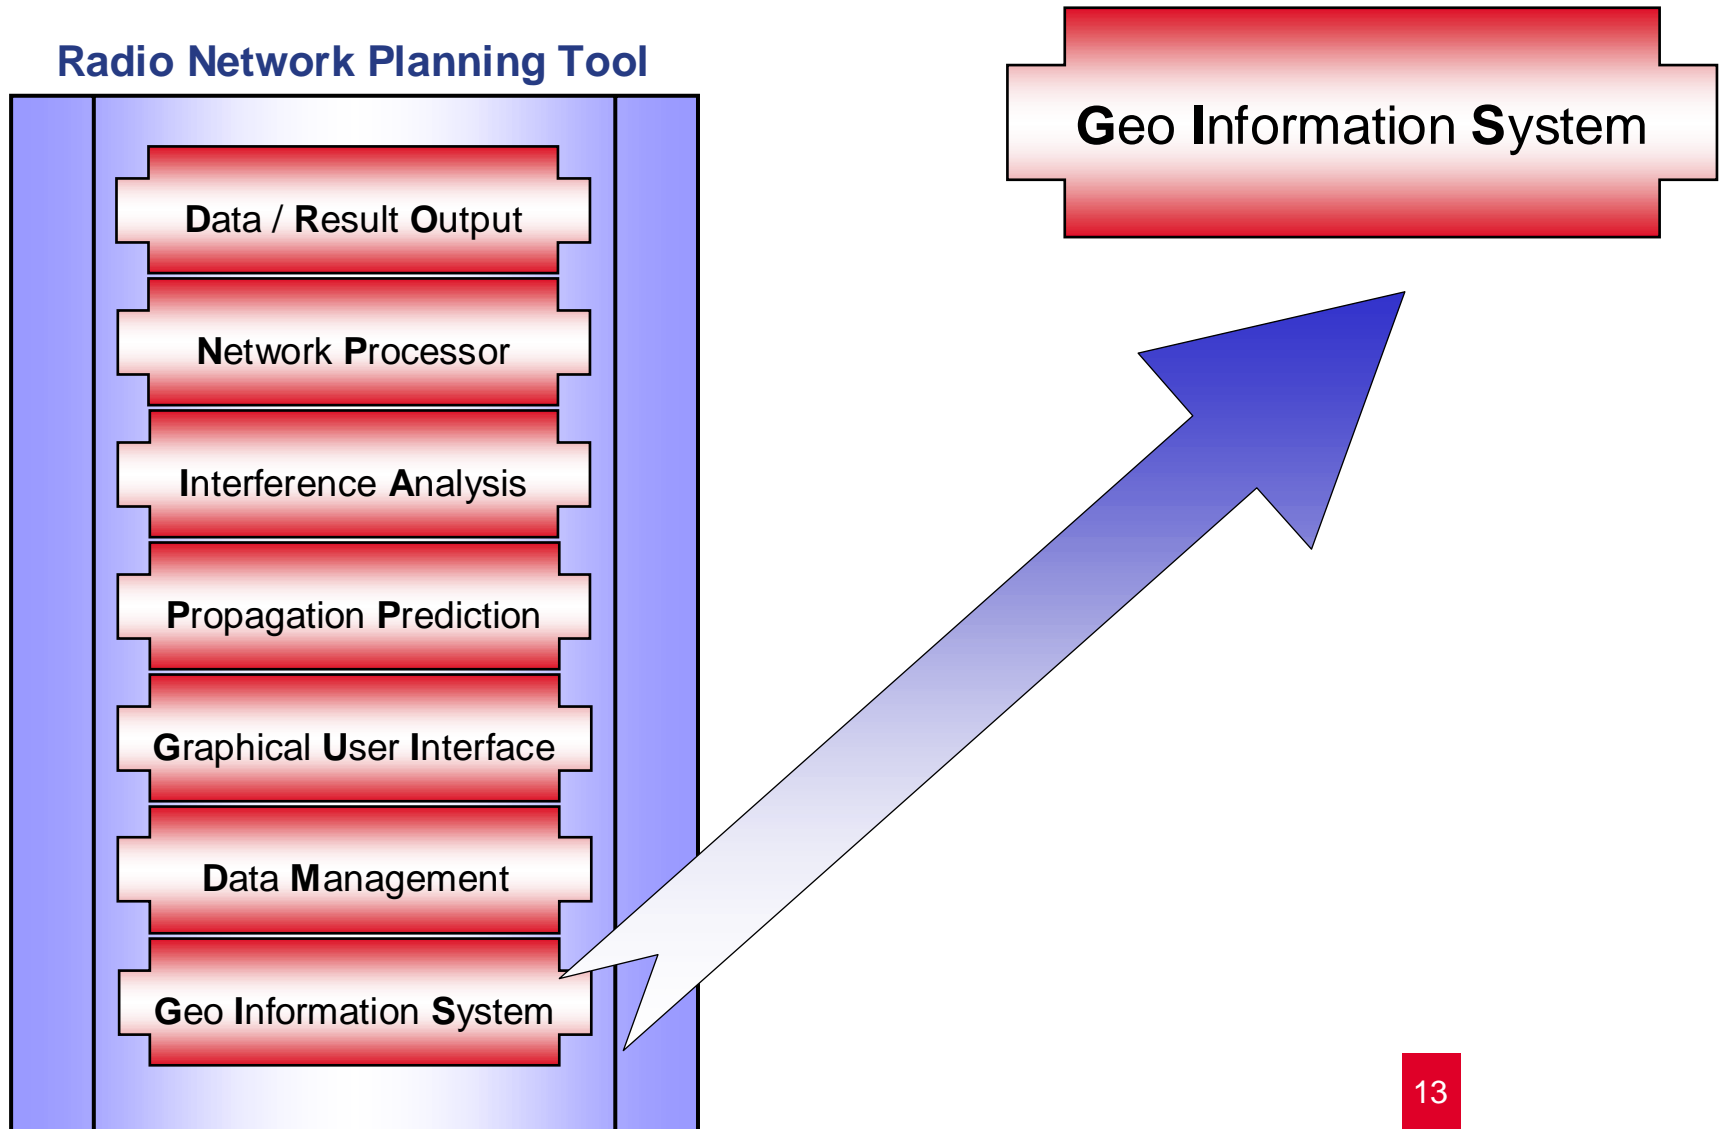 Radio Network Planning Tool
Data / Result Output
Network Processor
Interference Analysis
Propagation Prediction
Graphical User Interface
Data Management
Geo Information System
Geo Information System
13